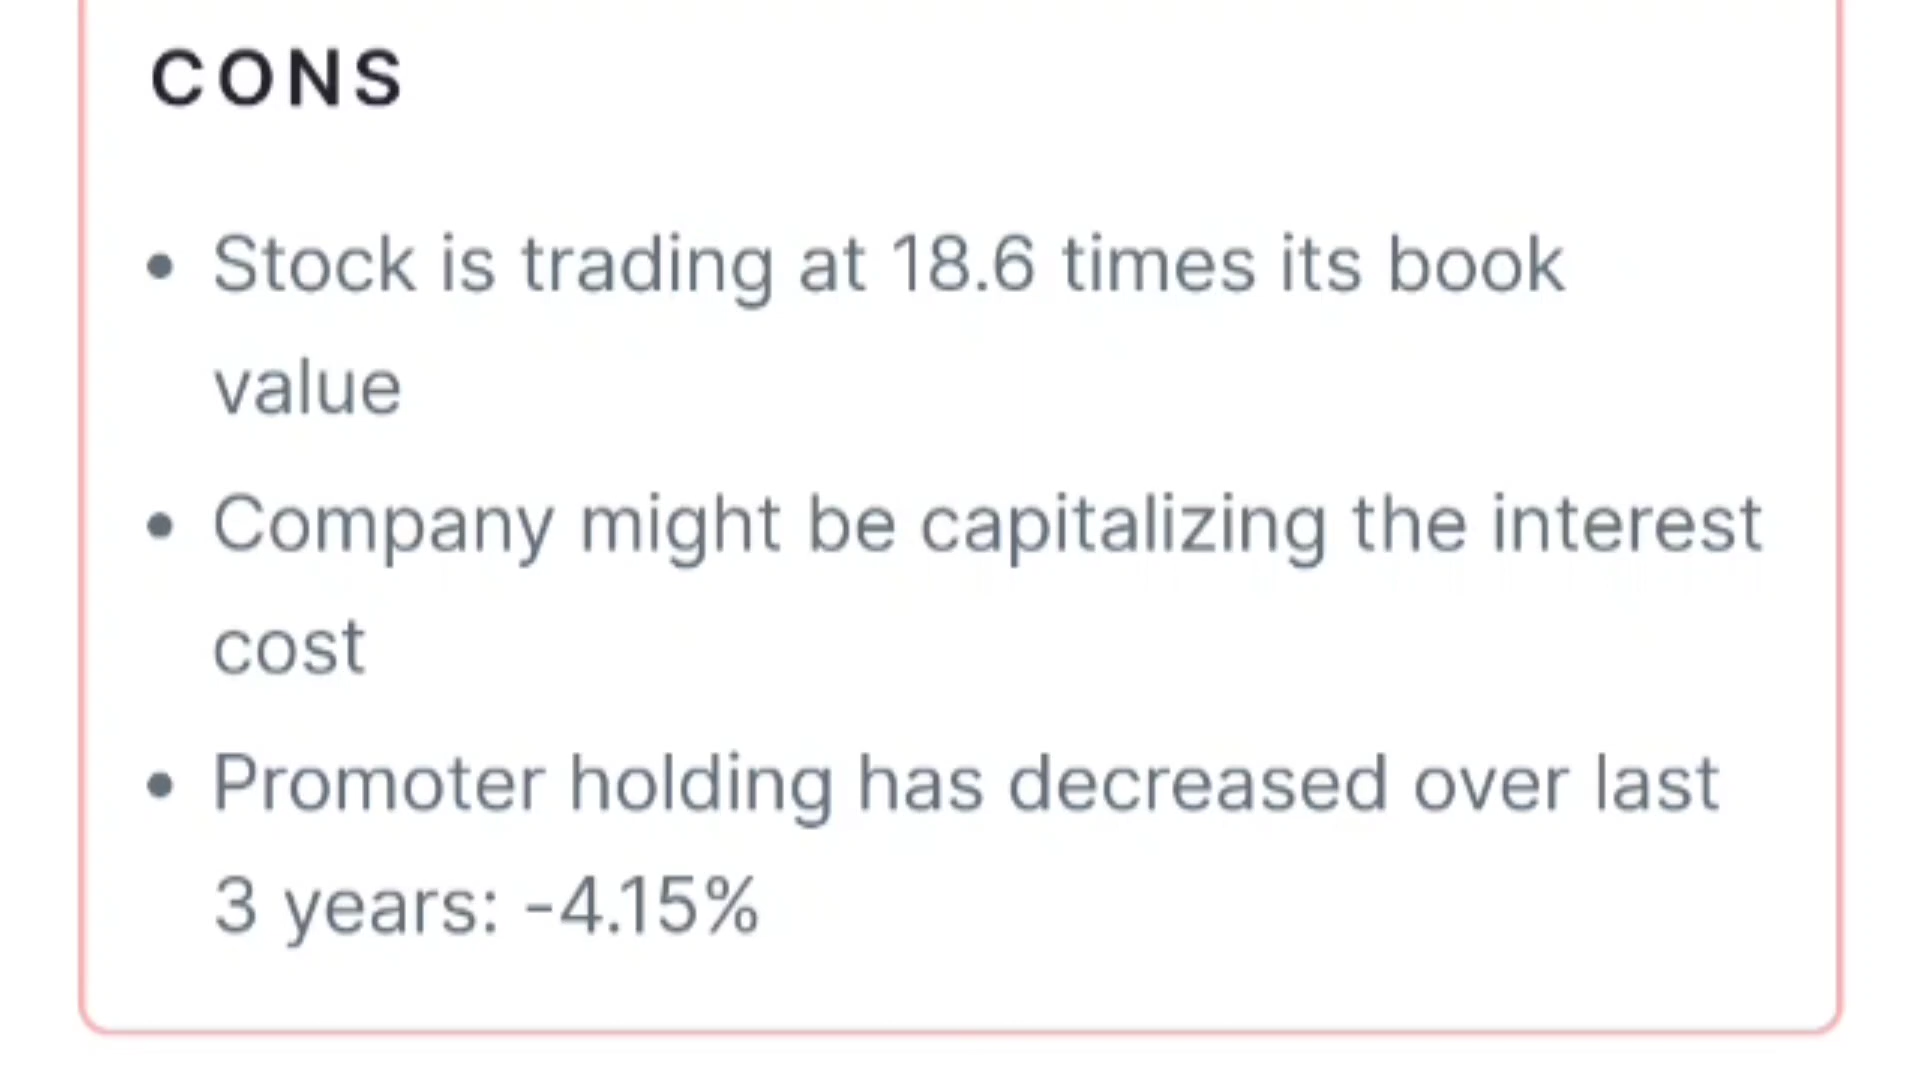 CONS
• Stock is trading at 18.6 times its book
value
• Company might be capitalizing the interest
cost
• Promoter holding has decreased over last
3 years: -4.15%